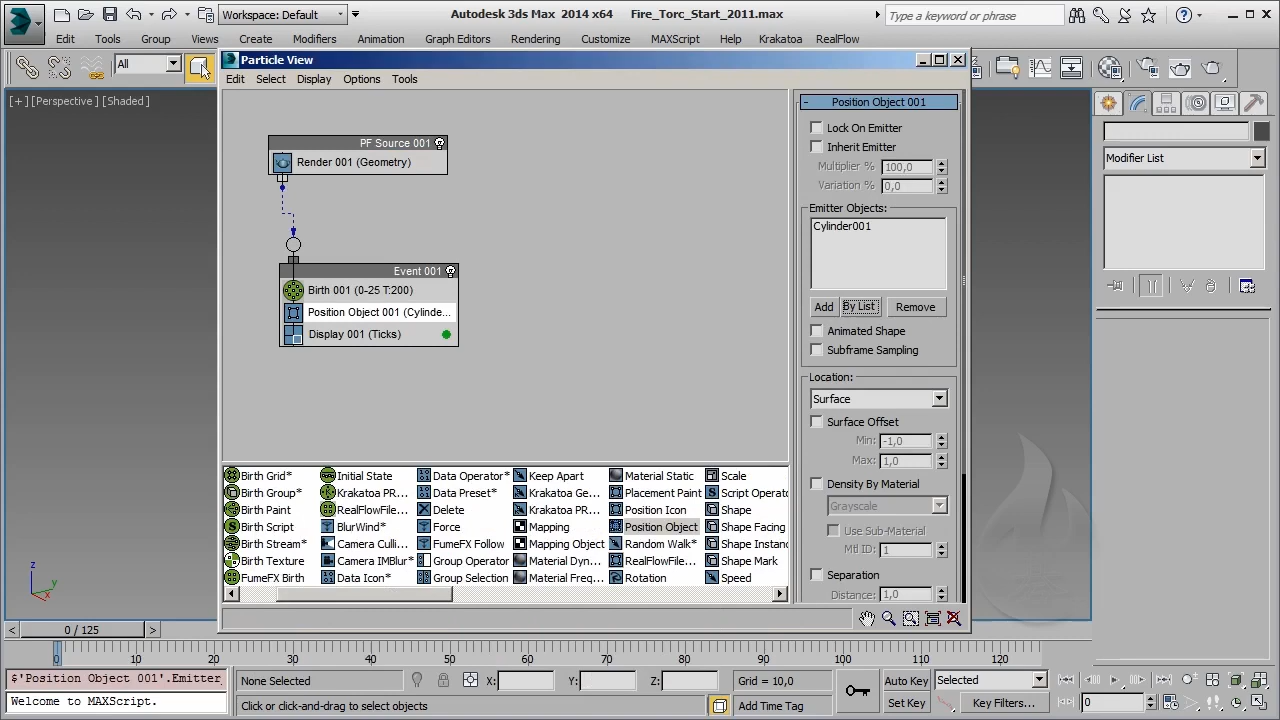 Workspace: Default
Autodesk 3ds Max 2014 x64 Fire_Torc_Start_2011.max
Type a keyword or phrase
Edit Tools Group Views Create Modifiers Animation Graph Editors Rendering Customize MAXScript Help Krakatoa RealFlow
All
[+][Perspective][Shaded]
Particle View
Edit Select Display Options Tools
PF Source 001
Render 001 (Geometry)
Event 001
Birth 001 (0-25 T:200)
Position Object 001 (Cylinde...
Display 001 (Ticks)
- Position Object 001
Lock On Emitter
Inherit Emitter
Multiplier % 100,0
Variation % 0,0
Emitter Objects:
Cylinder001
Add By List Remove
Animated Shape
Subframe Sampling
Location:
Surface
Surface Offset
Min: -1,0
Max: 1,0
Density By Material
Grayscale
Use Sub-Material
Mtl ID: 1
Separation
Distance: 1,0
Modifier List
Birth Grid* Initial State Data Operator* Keep Apart Material Static Scale
Birth Group* Krakatoa PR... Data Preset* Krakatoa Ge... Placement Paint Script Operato
Birth Paint RealFlowFile... Delete Krakatoa PR... Position Icon Shape
Birth Script BlurWind* Force Mapping Position Object Shape Facing
Birth Stream* Camera Culli... FumeFX Follow Mapping Object Random Walk* Shape Instanc
Birth Texture Camera IMBlur* Group Operator Material Dyn... RealFlowFile... Shape Mark
FumeFX Birth Data Icon* Group Selection Material Freq... Rotation Speed
z
y
x
< 0 / 125 >
0 10 20 30 40 50 60 70 80 90 100 110 120
$'Position Object 001'.Emitter_
None Selected X: Y: Z: Grid = 10,0 Auto Key Selected
Welcome to MAXScript.
Click or click-and-drag to select objects Add Time Tag Set Key Key Filters... 0